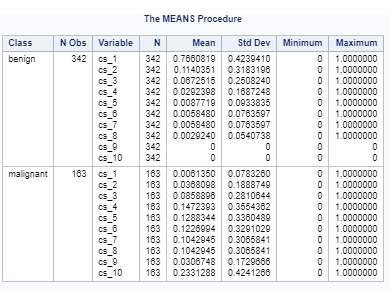 The MEANS Procedure
Class N Obs Variable N Mean Std Dev Minimum Maximum
benign 342 cs_1 342 0.7660819 0.4239410 0 1.0000000
cs_2 342 0.1140351 0.3183196 0 1.0000000
cs_3 342 0.0672515 0.2508240 0 1.0000000
cs_4 342 0.0292398 0.1687248 0 1.0000000
cs_5 342 0.0087719 0.0933835 0 1.0000000
cs_6 342 0.0058480 0.0763597 0 1.0000000
cs_7 342 0.0058480 0.0763597 0 1.0000000
cs_8 342 0.0029240 0.0540738 0 1.0000000
cs_9 342 0 0 0 0
cs_10 342 0 0 0 0
malignant 163 cs_1 163 0.0061350 0.0783260 0 1.0000000
cs_2 163 0.0368098 0.1888749 0 1.0000000
cs_3 163 0.0858896 0.2810644 0 1.0000000
cs_4 163 0.1472393 0.3554362 0 1.0000000
cs_5 163 0.1288344 0.3360489 0 1.0000000
cs_6 163 0.1226994 0.3291029 0 1.0000000
cs_7 163 0.1042945 0.3065841 0 1.0000000
cs_8 163 0.1042945 0.3065841 0 1.0000000
cs_9 163 0.0306748 0.1729666 0 1.0000000
cs_10 163 0.2331288 0.4241266 0 1.0000000